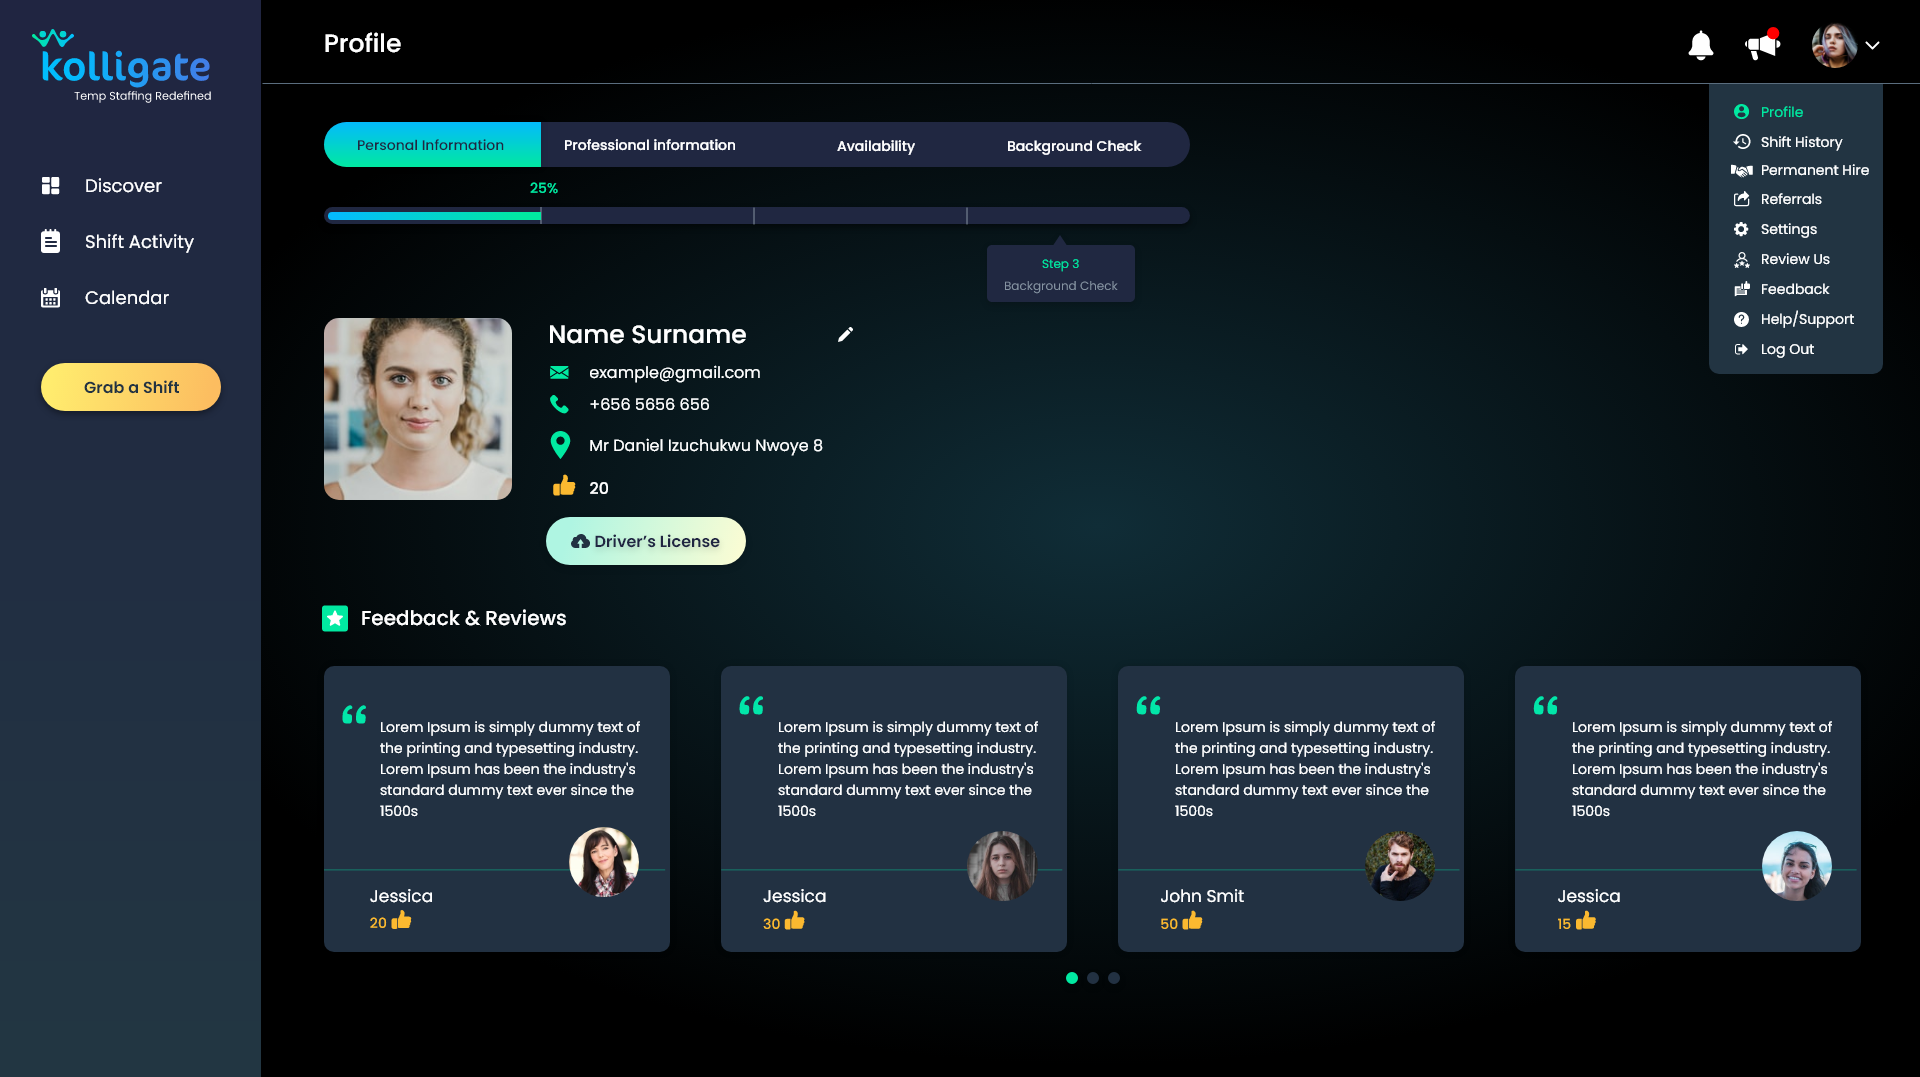 kolligate
Temp Staffing Redefined
Discover
Shift Activity
Calendar
Grab a Shift
Profile
Profile
Shift History
Permanent Hire
Referrals
Settings
Review Us
Feedback
Help/Support
Log Out
Personal Information
Professional information
Availability
Background Check
25%
Step 3
Background Check
Name Surname
example@gmail.com
+656 5656 656
Mr Daniel Izuchukwu Nwoye 8
20
Driver’s License
Feedback & Reviews
Lorem Ipsum is simply dummy text of
the printing and typesetting industry.
Lorem Ipsum has been the industry's
standard dummy text ever since the
1500s
Jessica
20
Lorem Ipsum is simply dummy text of
the printing and typesetting industry.
Lorem Ipsum has been the industry's
standard dummy text ever since the
1500s
Jessica
30
Lorem Ipsum is simply dummy text of
the printing and typesetting industry.
Lorem Ipsum has been the industry's
standard dummy text ever since the
1500s
John Smit
50
Lorem Ipsum is simply dummy text of
the printing and typesetting industry.
Lorem Ipsum has been the industry's
standard dummy text ever since the
1500s
Jessica
15